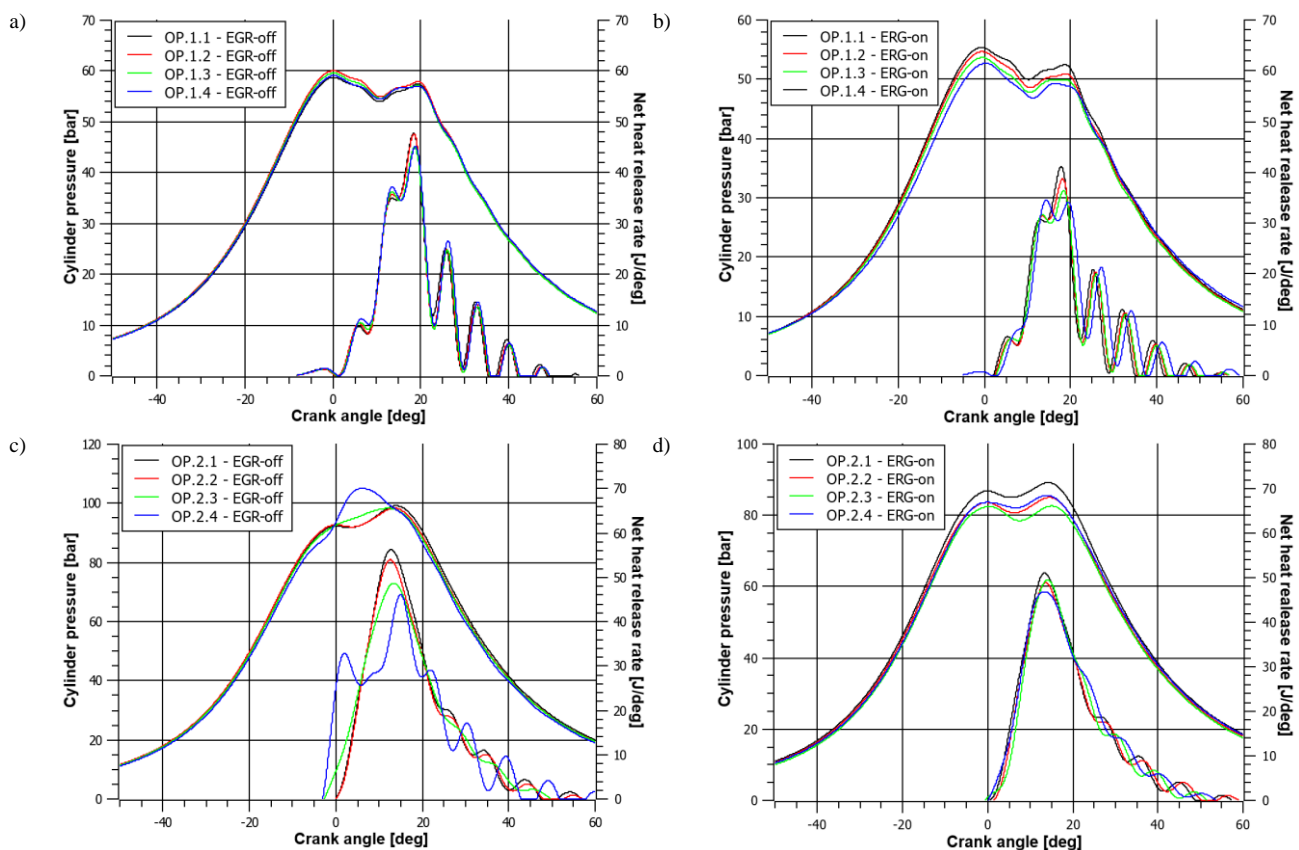 a)
70
60
50
40
30
20
10
0
Cylinder pressure [bar]
OP.1.1 - EGR-off
OP.1.2 - EGR-off
OP.1.3 - EGR-off
OP.1.4 - EGR-off
70
60
50
40
30
20
10
0
Net heat release rate [J/deg]
-40 -20 0 20 40 60
Crank angle [deg]
b)
60
50
40
30
20
10
0
Cylinder pressure [bar]
OP.1.1 - ERG-on
OP.1.2 - ERG-on
OP.1.3 - ERG-on
OP.1.4 - ERG-on
70
60
50
40
30
20
10
0
Net heat realease rate [J/deg]
-40 -20 0 20 40 60
Crank angle [deg]
c)
120
100
80
60
40
20
0
Cylinder pressure [bar]
OP.2.1 - EGR-off
OP.2.2 - EGR-off
OP.2.3 - EGR-off
OP.2.4 - EGR-off
80
70
60
50
40
30
20
10
0
Net heat release rate [J/deg]
-40 -20 0 20 40 60
Crank angle [deg]
d)
100
80
60
40
20
0
Cylinder pressure [bar]
OP.2.1 - ERG-on
OP.2.2 - ERG-on
OP.2.3 - ERG-on
OP.2.4 - ERG-on
80
70
60
50
40
30
20
10
0
Net heat realease rate [J/deg]
-40 -20 0 20 40 60
Crank angle [deg]